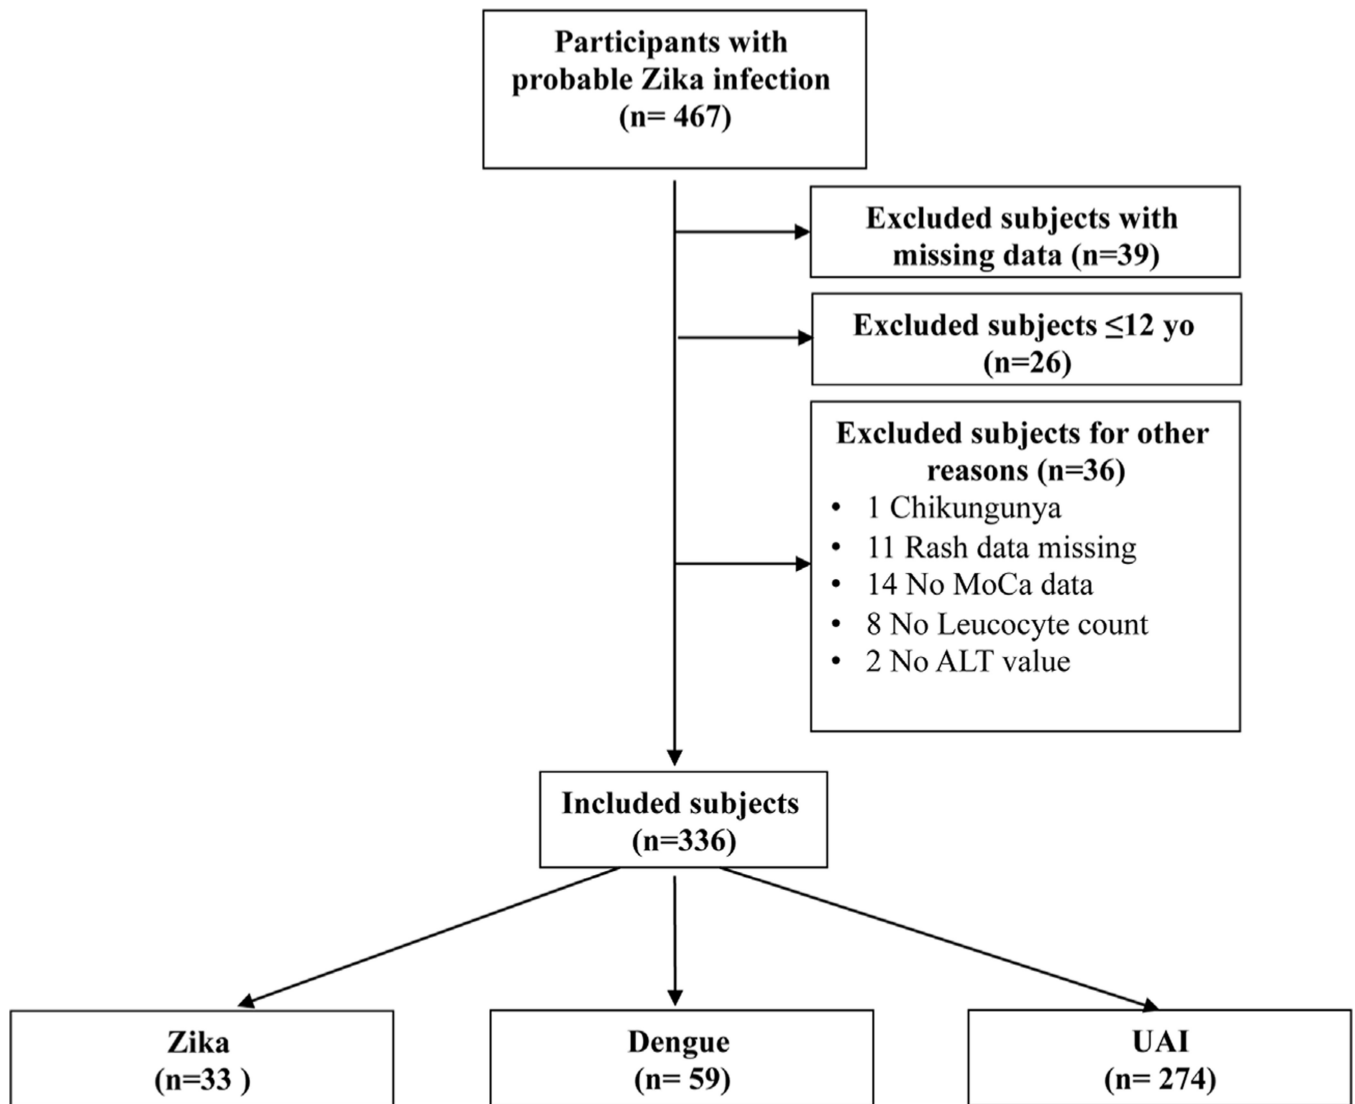 Participants with
probable Zika infection
(n= 467)
Excluded subjects with
missing data (n=39)
Excluded subjects ≤12 yo
(n=26)
Excluded subjects for other
reasons (n=36)
• 1 Chikungunya
• 11 Rash data missing
• 14 No MoCa data
• 8 No Leucocyte count
• 2 No ALT value
Included subjects
(n=336)
Zika
(n=33 )
Dengue
(n= 59)
UAI
(n= 274)